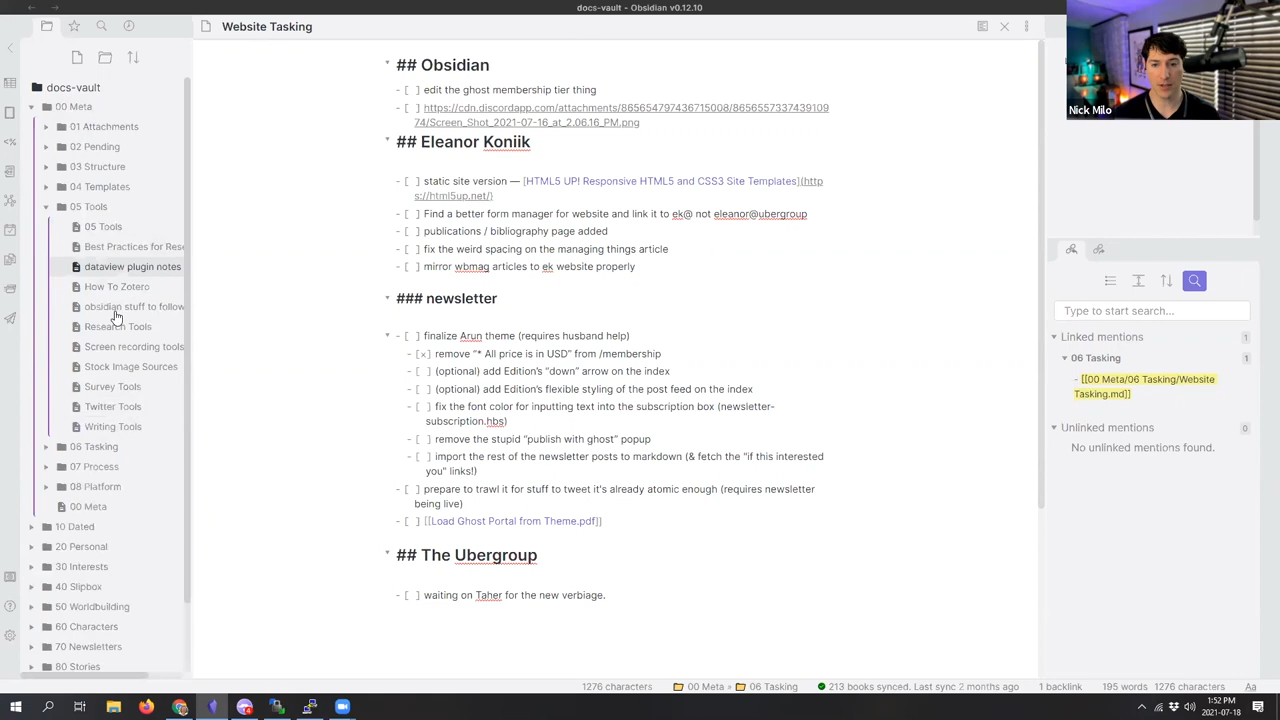 docs-vault - Obsidian v0.12.10
Website Tasking
Nick Milo
docs-vault
00 Meta
01 Attachments
02 Pending
03 Structure
04 Templates
05 Tools
05 Tools
Best Practices for Rese
dataview plugin notes
How To Zotero
obsidian stuff to follow
Research Tools
Screen recording tools
Stock Image Sources
Survey Tools
Twitter Tools
Writing Tools
06 Tasking
07 Process
08 Platform
00 Meta
10 Dated
20 Personal
30 Interests
40 Slipbox
50 Worldbuilding
60 Characters
70 Newsletters
80 Stories
## Obsidian
- [ ] edit the ghost membership tier thing
- [ ] https://cdn.discordapp.com/attachments/865654797436715008/8656557337439109
74/Screen_Shot_2021-07-16_at_2.06.16_PM.png
## Eleanor Koniik
- [ ] static site version — [HTML5 UP! Responsive HTML5 and CSS3 Site Templates](http
s://html5up.net/)
- [ ] Find a better form manager for website and link it to ek@ not eleanor@ubergroup
- [ ] publications / bibliography page added
- [ ] fix the weird spacing on the managing things article
- [ ] mirror wbmag articles to ek website properly
### newsletter
- [ ] finalize Arun theme (requires husband help)
- [x] remove “* All price is in USD” from /membership
- [ ] (optional) add Edition’s “down” arrow on the index
- [ ] (optional) add Edition’s flexible styling of the post feed on the index
- [ ] fix the font color for inputting text into the subscription box (newsletter-
subscription.hbs)
- [ ] remove the stupid “publish with ghost” popup
- [ ] import the rest of the newsletter posts to markdown (& fetch the "if this interested
you" links!)
- [ ] prepare to trawl it for stuff to tweet it's already atomic enough (requires newsletter
being live)
- [ ] [[Load Ghost Portal from Theme.pdf]]
## The Ubergroup
- [ ] waiting on Taher for the new verbiage.
Type to start search...
Linked mentions 1
06 Tasking 1
- [[00 Meta/06 Tasking/Website
Tasking.md]]
Unlinked mentions 0
No unlinked mentions found.
1276 characters 00 Meta » 06 Tasking 213 books synced. Last sync 2 months ago 1 backlink 195 words 1276 characters Aa
1:52 PM
2021-07-18